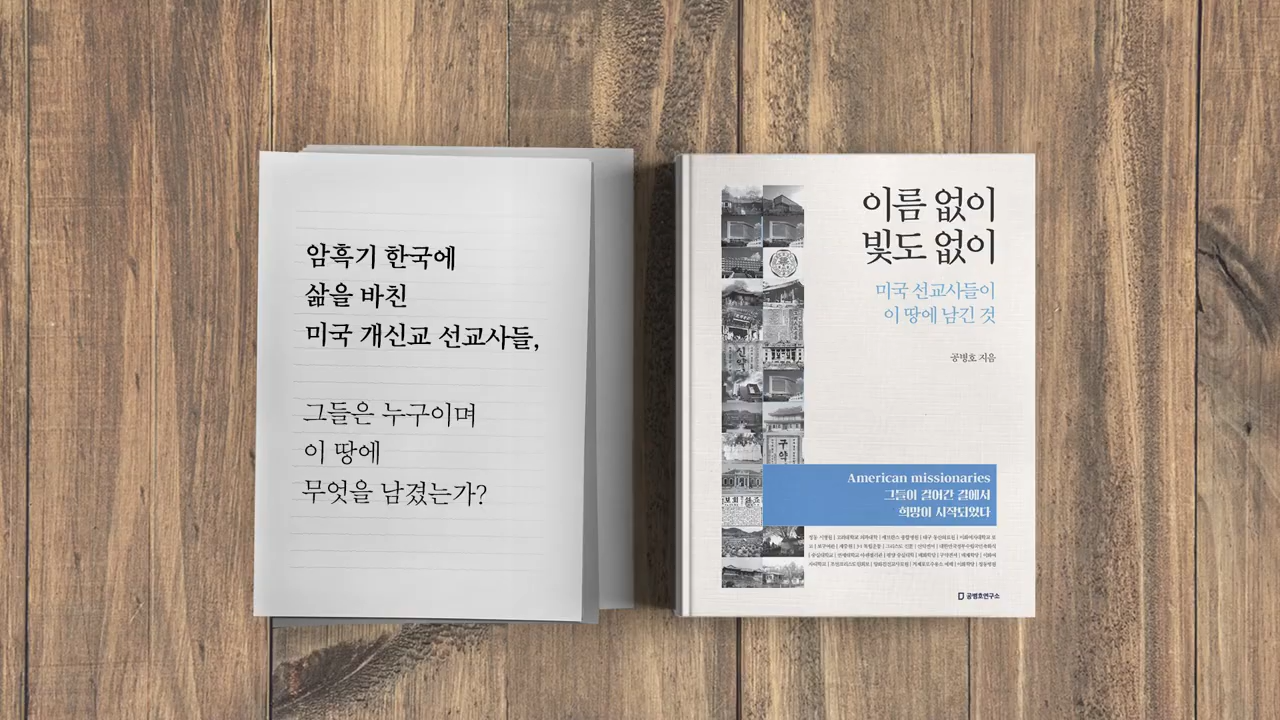 암흑기 한국에
삶을 바친
미국 개신교 선교사들,
그들은 누구이며
이 땅에
무엇을 남겼는가?
이름 없이
빛도 없이
미국 선교사들이
이 땅에 남긴 것
공병호 지음
구약
American missionaries
그들이 걸어간 길에서
희망이 시작되었다
공병호연구소